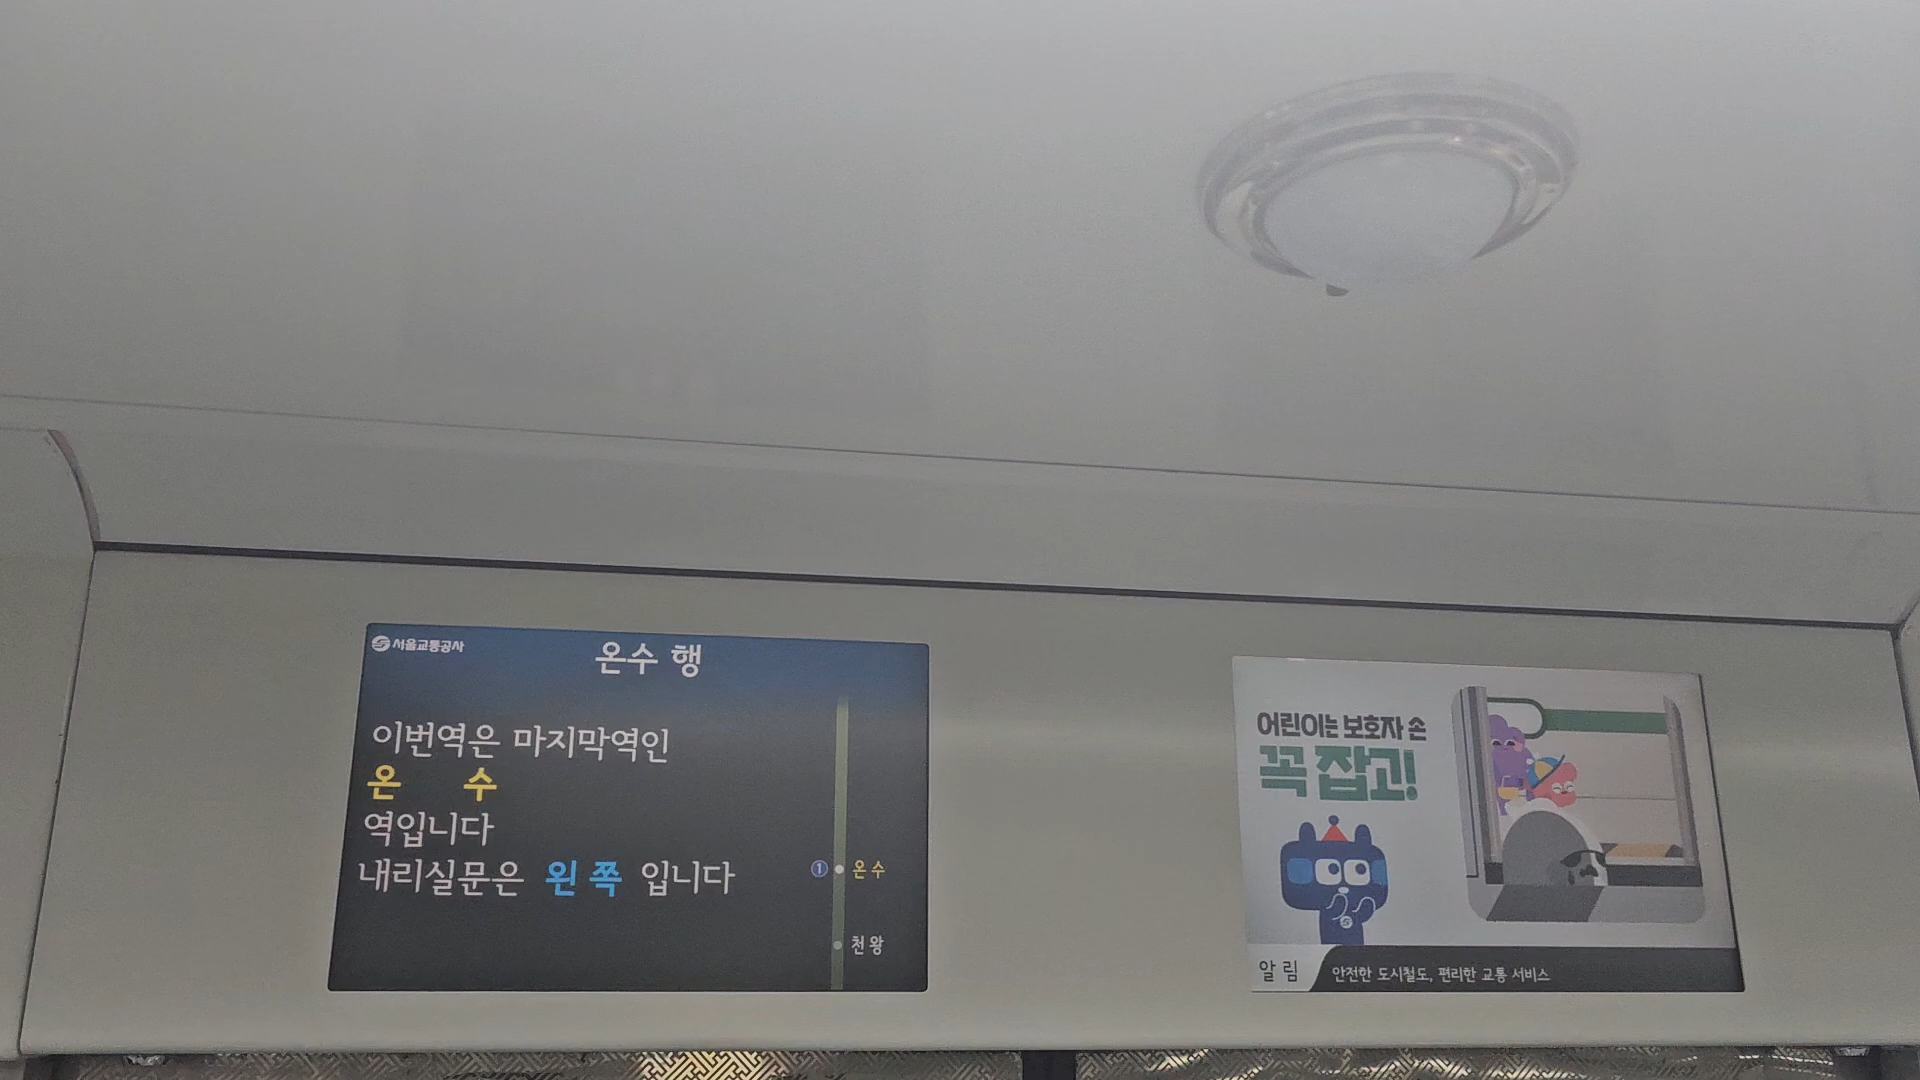 서울교통공사
온수 행
이번역은 마지막역인
온 수
역입니다
내리실문은 왼쪽 입니다
① 온수
천왕
어린이는 보호자 손
꼭 잡고!
알림
안전한 도시철도, 편리한 교통 서비스